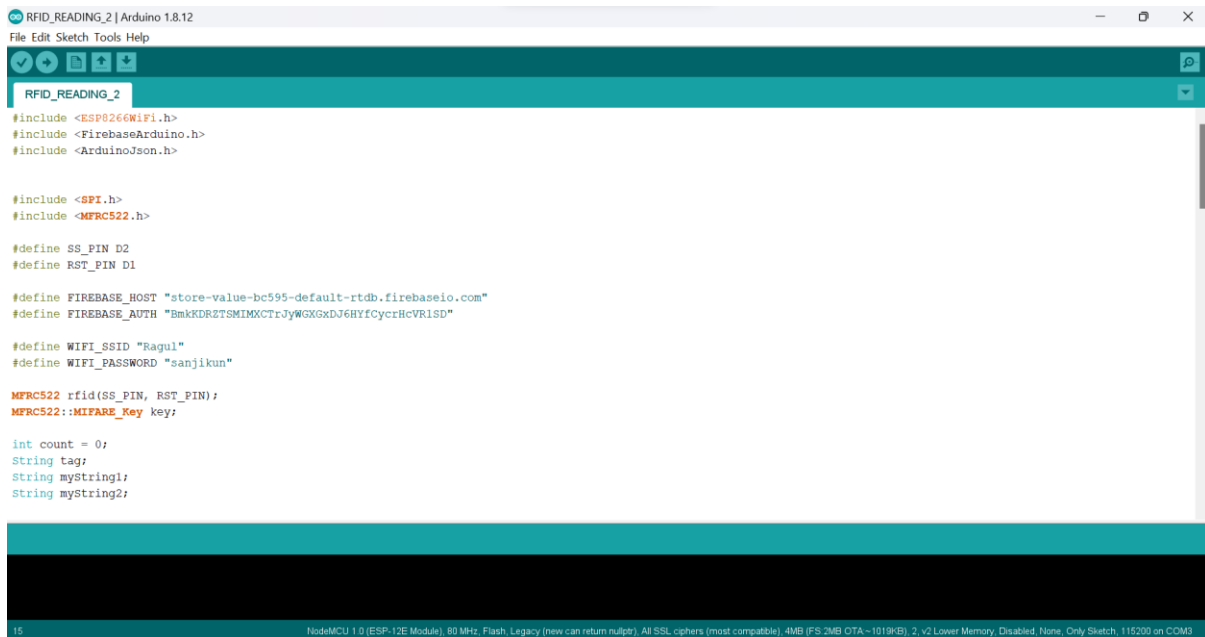 RFID_READING_2 | Arduino 1.8.12
File Edit Sketch Tools Help
RFID_READING_2
#include <ESP8266WiFi.h>
#include <FirebaseArduino.h>
#include <ArduinoJson.h>
#include <SPI.h>
#include <MFRC522.h>
#define SS_PIN D2
#define RST_PIN D1
#define FIREBASE_HOST "store-value-bc595-default-rtdb.firebaseio.com"
#define FIREBASE_AUTH "BmkKDRZTSMIMXCTrJyWGXGxDJ6HYfCycrHcVR1SD"
#define WIFI_SSID "Ragul"
#define WIFI_PASSWORD "sanjikun"
MFRC522 rfid(SS_PIN, RST_PIN);
MFRC522::MIFARE_Key key;
int count = 0;
String tag;
String myString1;
String myString2;
15 NodeMCU 1.0 (ESP-12E Module), 80 MHz, Flash, Legacy (new can return nullptr), All SSL ciphers (most compatible), 4MB (FS:2MB OTA:~1019KB), 2, v2 Lower Memory, Disabled, None, Only Sketch, 115200 on COM3